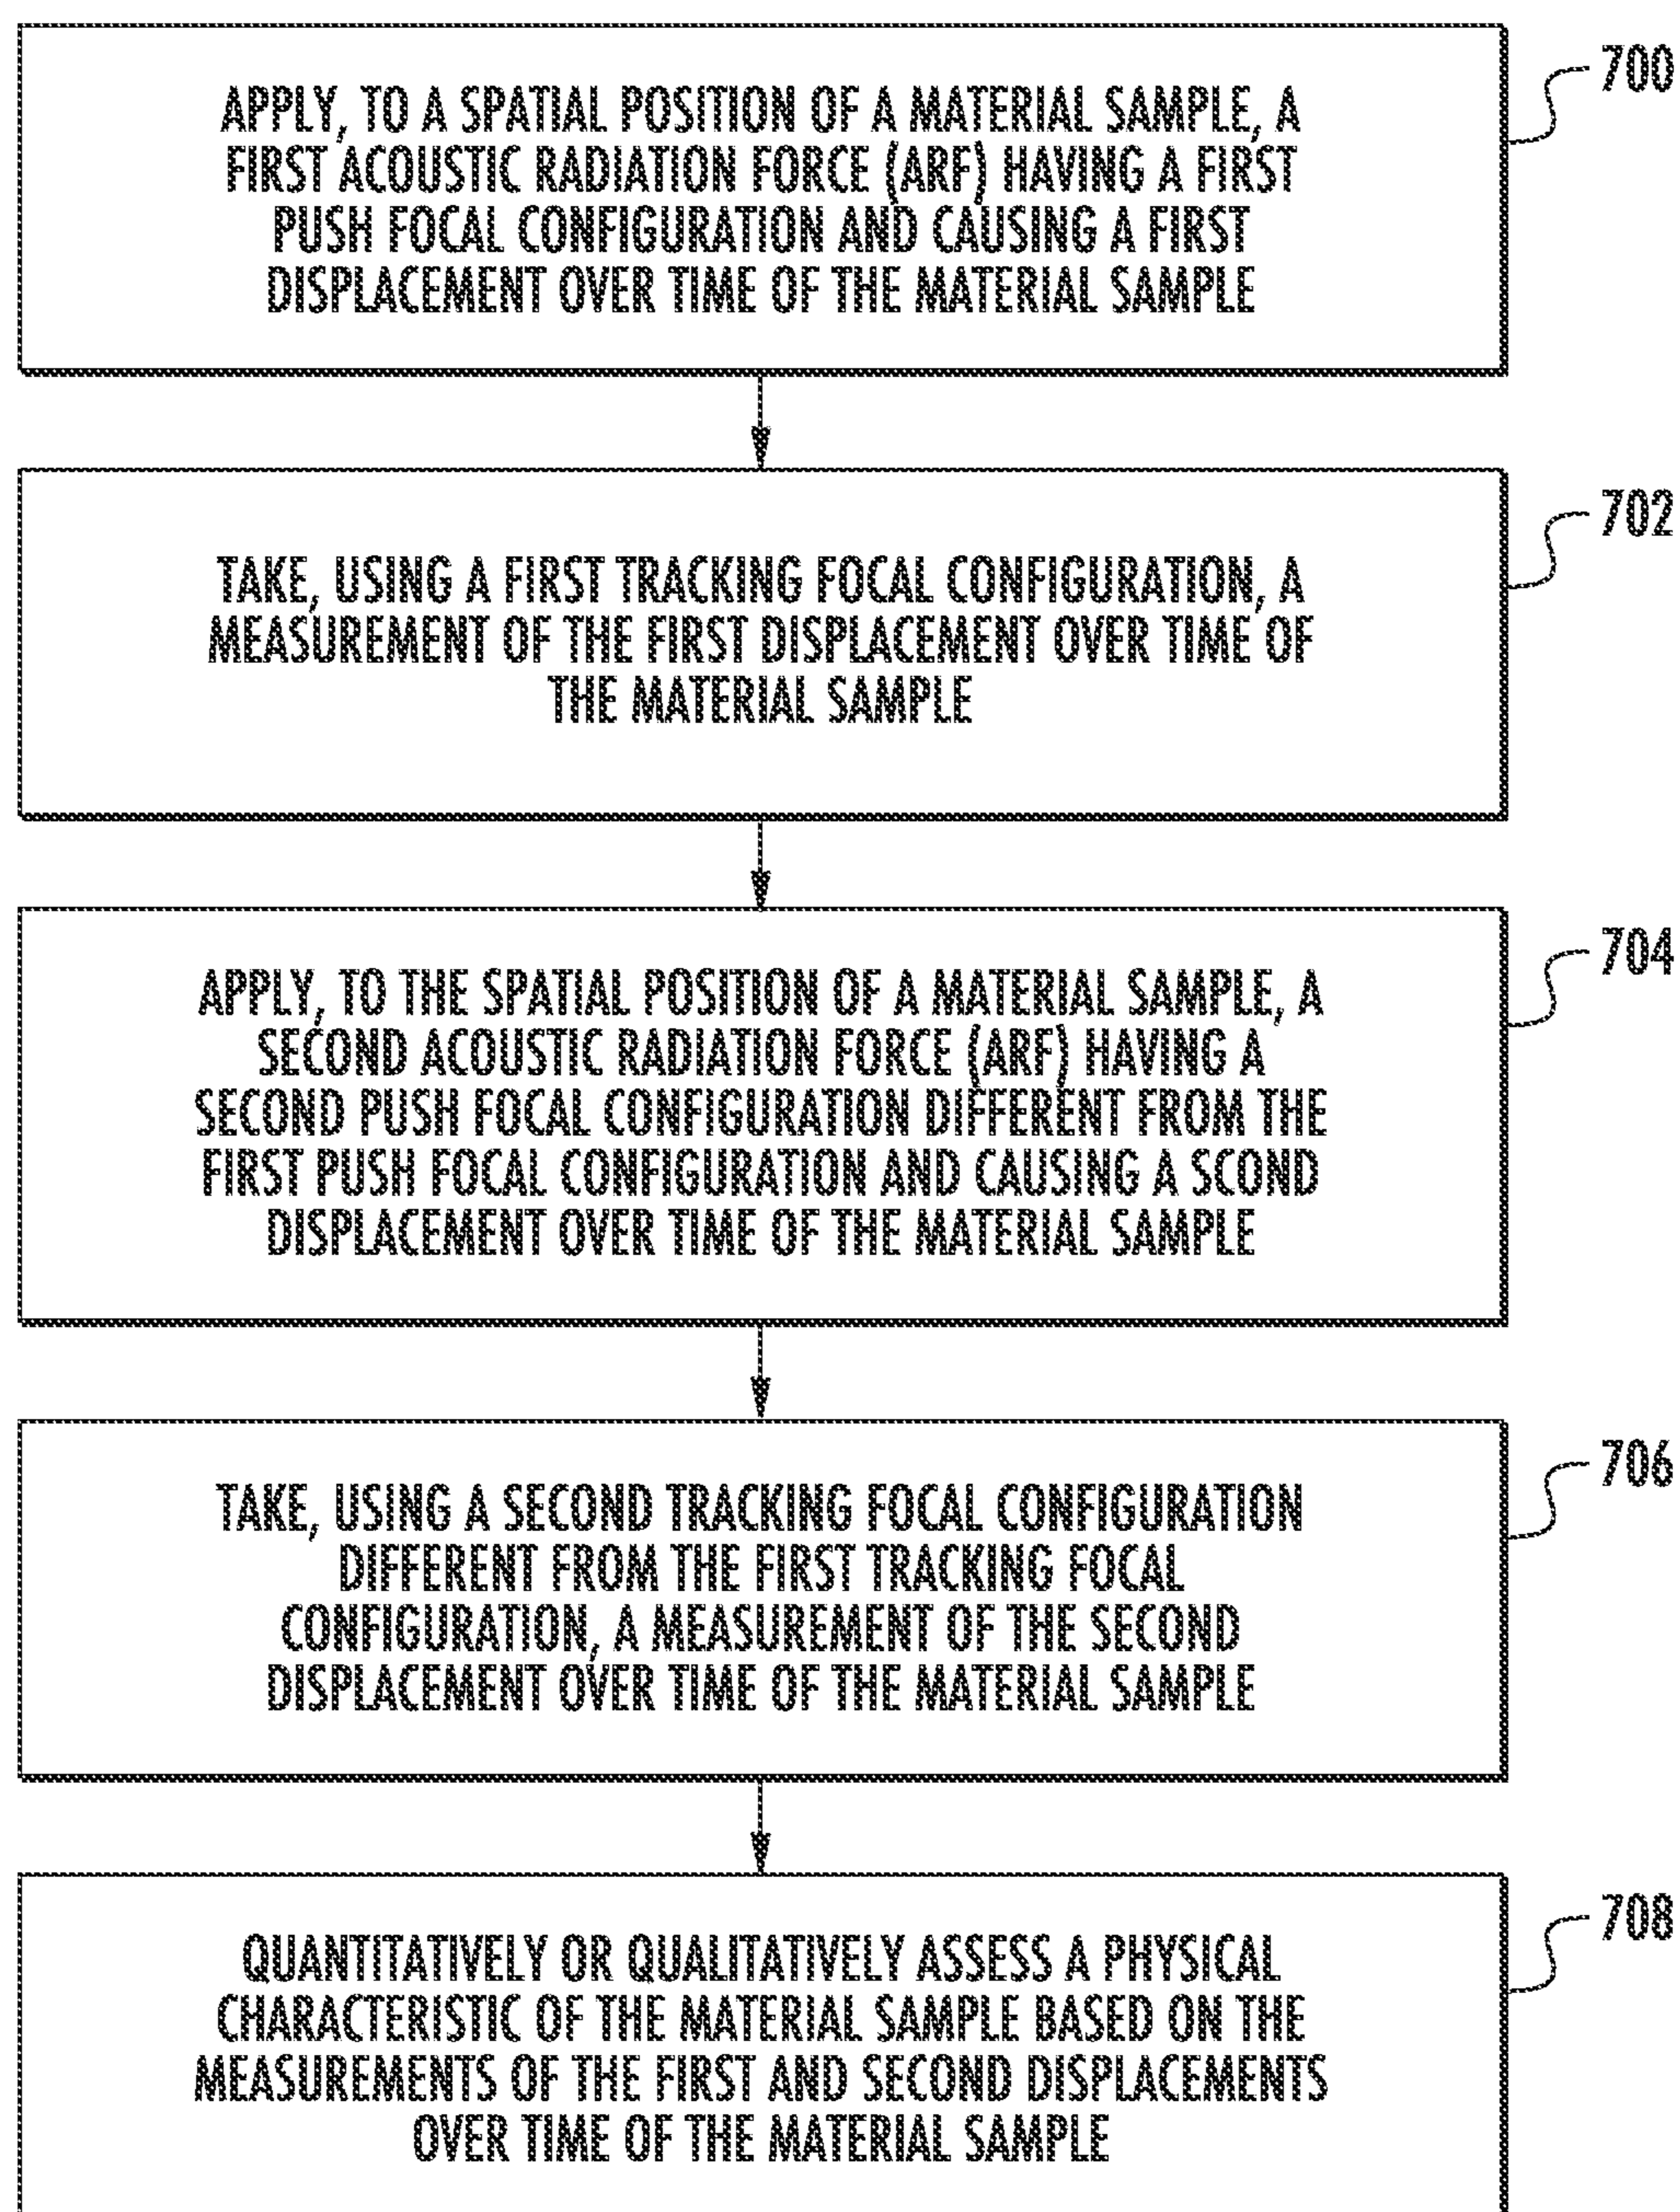 APPLY, TO A SPATIAL POSITION OF A MATERIAL SAMPLE, A
FIRST ACOUSTIC RADIATION FORCE (ARF) HAVING A FIRST
PUSH FOCAL CONFIGURATION AND CAUSING A FIRST
DISPLACEMENT OVER TIME OF THE MATERIAL SAMPLE
700
TAKE, USING A FIRST TRACKING FOCAL CONFIGURATION, A
MEASUREMENT OF THE FIRST DISPLACEMENT OVER TIME OF
THE MATERIAL SAMPLE
702
APPLY, TO THE SPATIAL POSITION OF A MATERIAL SAMPLE, A
SECOND ACOUSTIC RADIATION FORCE (ARF) HAVING A
SECOND PUSH FOCAL CONFIGURATION DIFFERENT FROM THE
FIRST PUSH FOCAL CONFIGURATION AND CAUSING A SCOND
DISPLACEMENT OVER TIME OF THE MATERIAL SAMPLE
704
TAKE, USING A SECOND TRACKING FOCAL CONFIGURATION
DIFFERENT FROM THE FIRST TRACKING FOCAL
CONFIGURATION, A MEASUREMENT OF THE SECOND
DISPLACEMENT OVER TIME OF THE MATERIAL SAMPLE
706
QUANTITATIVELY OR QUALITATIVELY ASSESS A PHYSICAL
CHARACTERISTIC OF THE MATERIAL SAMPLE BASED ON THE
MEASUREMENTS OF THE FIRST AND SECOND DISPLACEMENTS
OVER TIME OF THE MATERIAL SAMPLE
708